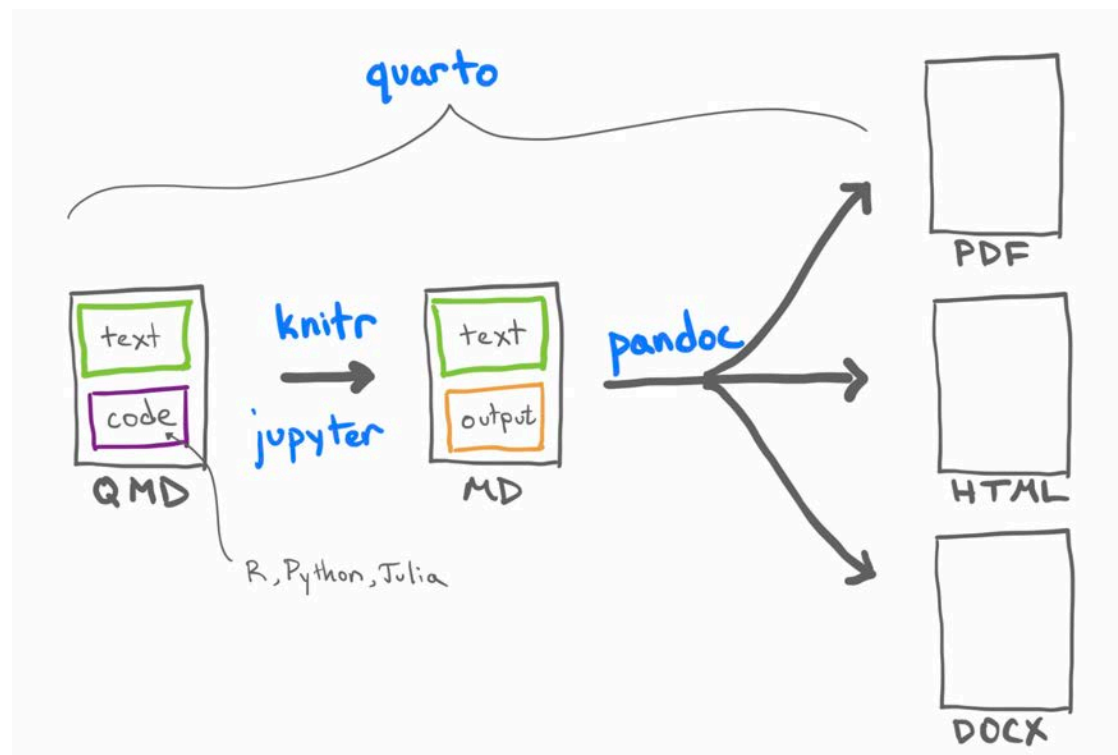 quarto
text
code
QMD
R, Python, Julia
knitr
jupyter
text
output
MD
pandoc
PDF
HTML
DOCX